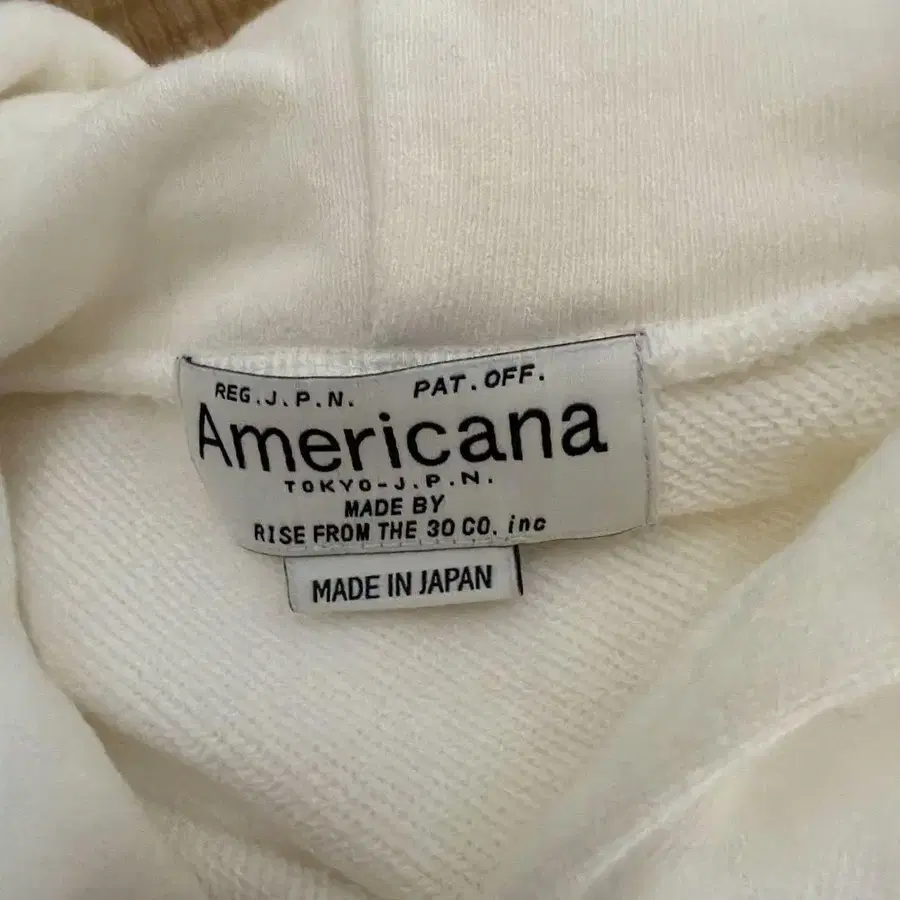 REG.J.P.N. PAT.OFF.
Americana
TOKYO-J.P.N.
MADE BY
RISE FROM THE 30 CO. inc
MADE IN JAPAN